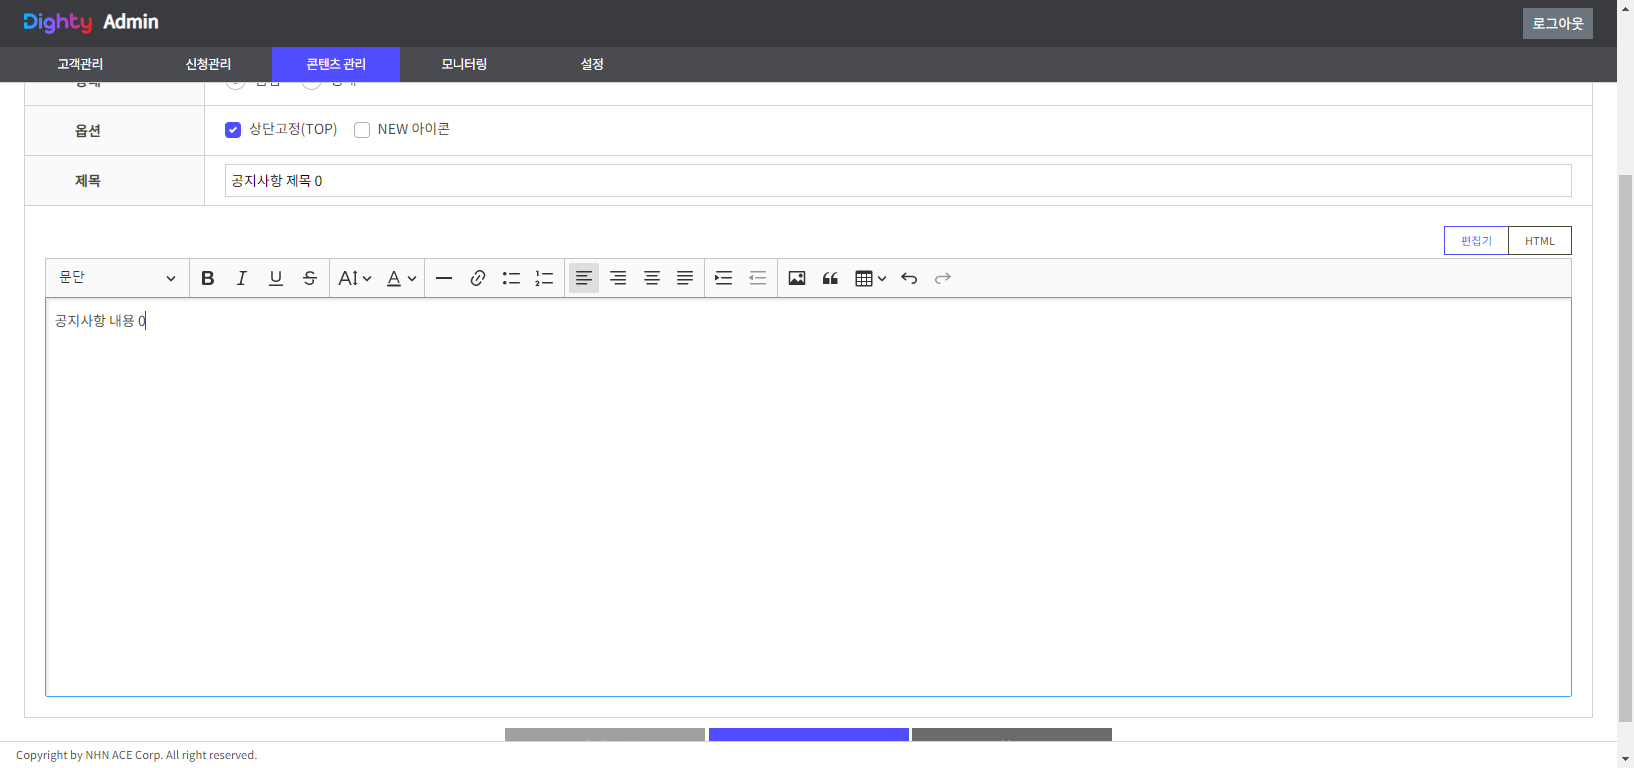 Dighty Admin
로그아웃
고객관리
신청관리
콘텐츠 관리
모니터링
설정
옵션
상단고정(TOP)
NEW 아이콘
제목
공지사항 제목 0
편집기
HTML
문단
공지사항 내용 0
Copyright by NHN ACE Corp. All right reserved.